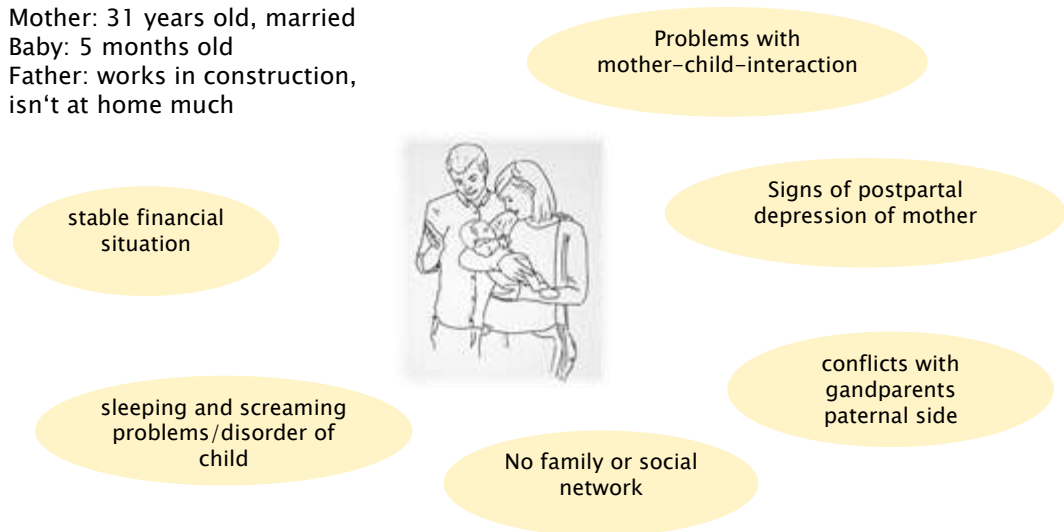 Mother: 31 years old, married
Baby: 5 months old
Father: works in construction,
isn‘t at home much
Problems with
mother-child-interaction
stable financial
situation
Signs of postpartal
depression of mother
conflicts with
gandparents
paternal side
sleeping and screaming
problems/disorder of
child
No family or social
network